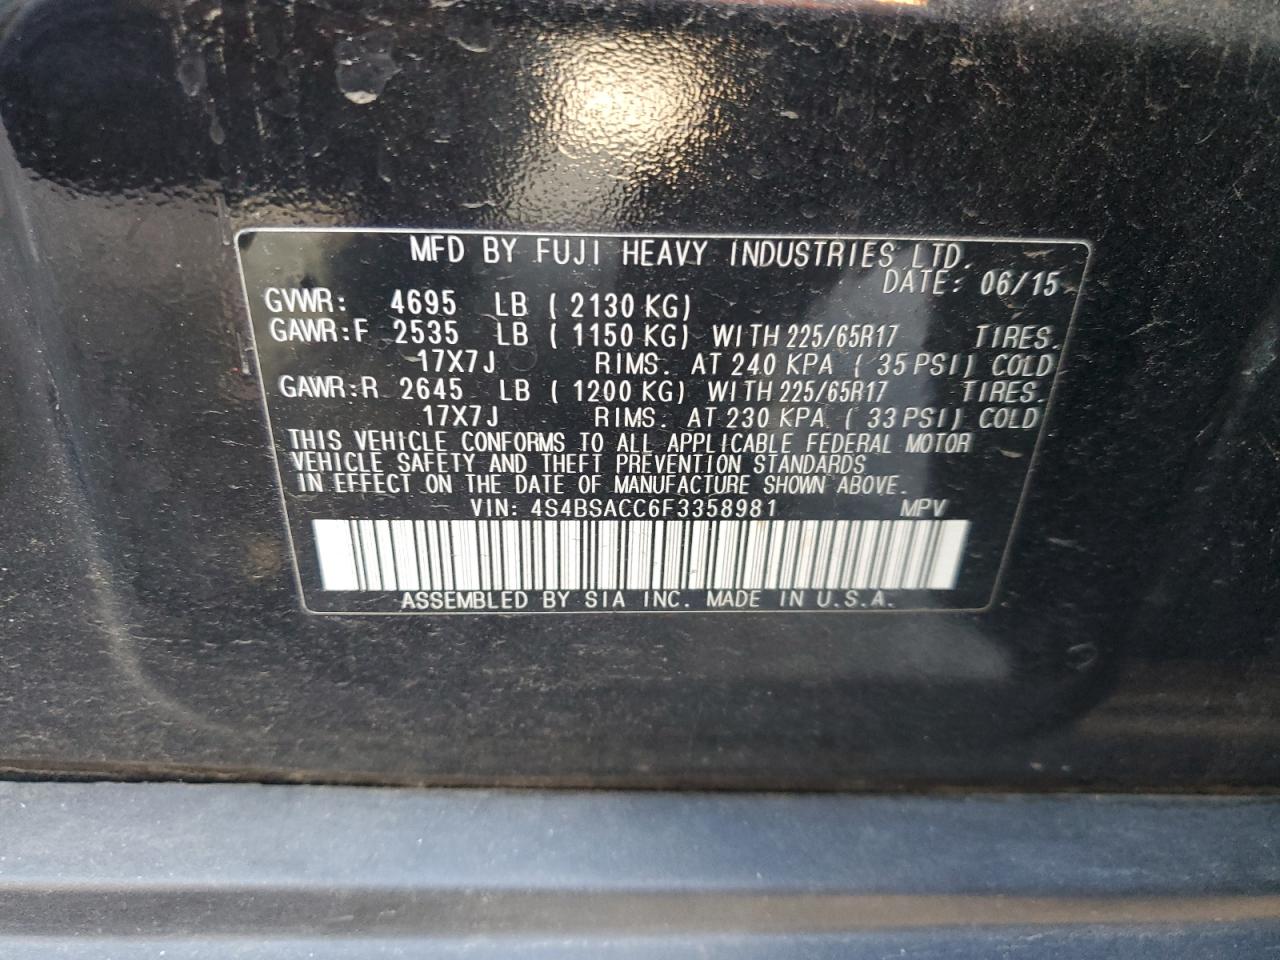 MFD BY FUJI HEAVY INDUSTRIES LTD.
DATE: 06/15
GVWR: 4695 LB ( 2130 KG)
GAWR:F 2535 LB ( 1150 KG) WITH 225/65R17 TIRES.
17X7J RIMS. AT 240 KPA ( 35 PSI) COLD
GAWR:R 2645 LB ( 1200 KG) WITH 225/65R17 TIRES.
17X7J RIMS. AT 230 KPA. ( 33 PSI) COLD
THIS VEHICLE CONFORMS TO ALL APPLICABLE FEDERAL MOTOR
VEHICLE SAFETY AND THEFT PREVENTION STANDARDS
IN EFFECT ON THE DATE OF MANUFACTURE SHOWN ABOVE.
VIN: 4S4BSACC6F3358981 MPV
ASSEMBLED BY SIA INC. MADE IN U.S.A.